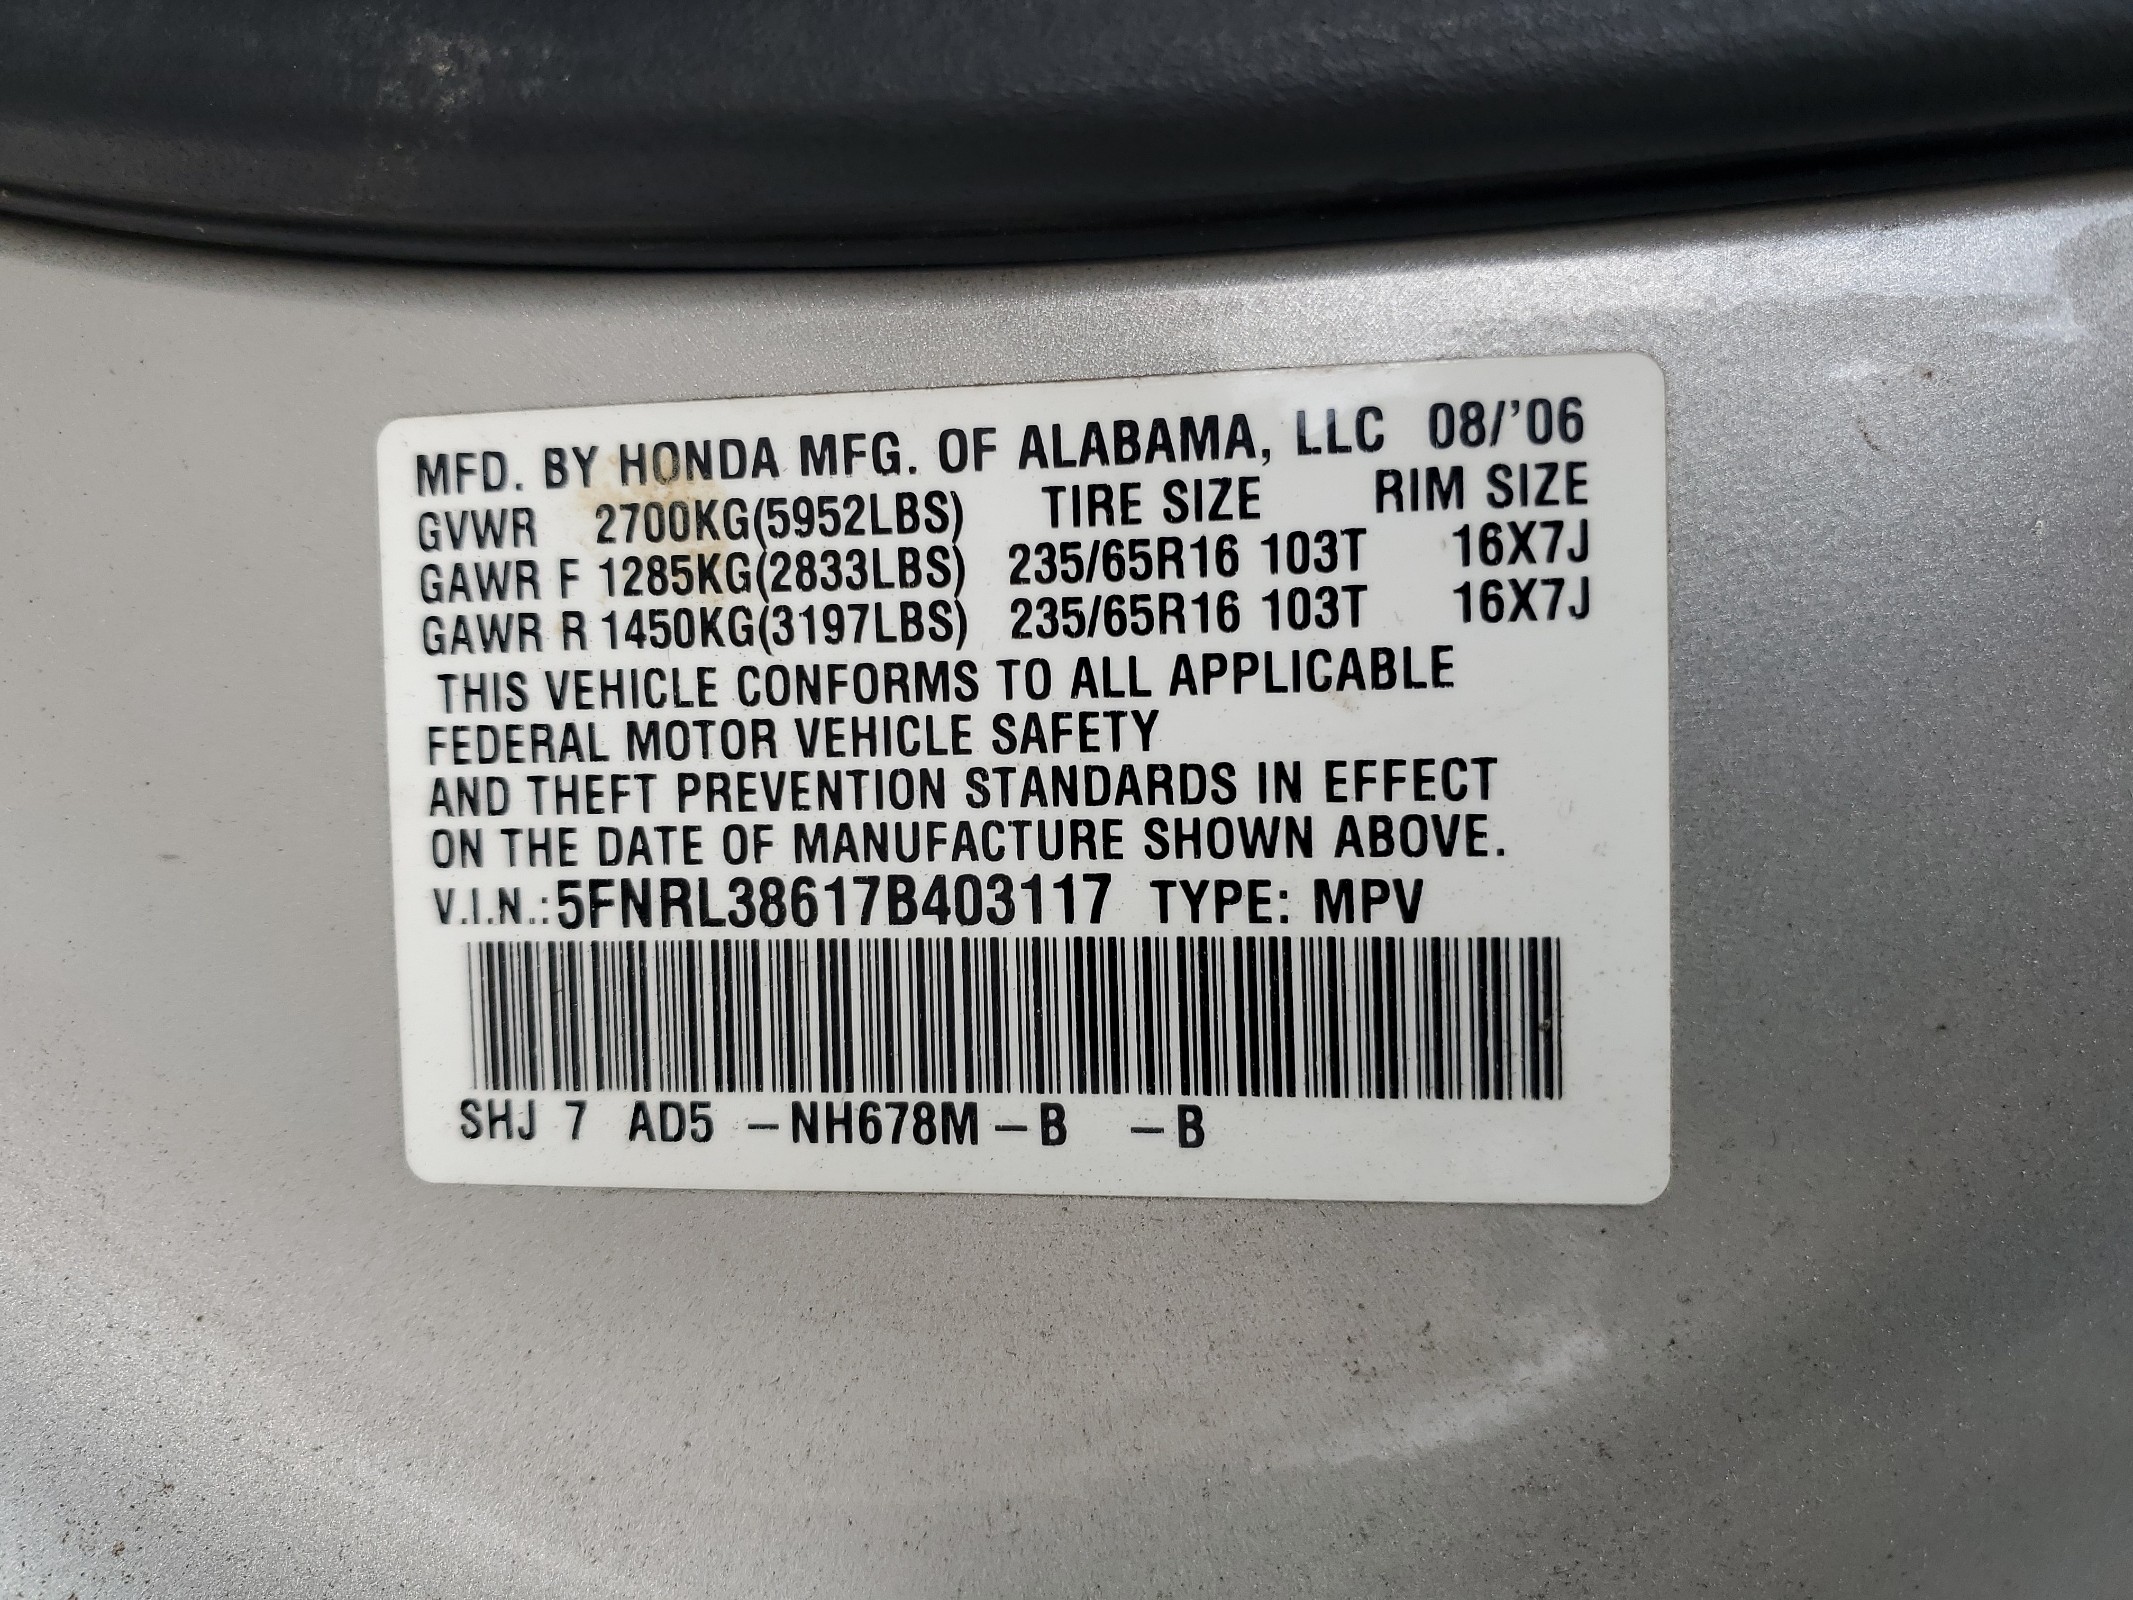 MFD. BY HONDA MFG. OF ALABAMA, LLC 08/'06
GVWR 2700KG(5952LBS) TIRE SIZE RIM SIZE
GAWR F 1285KG(2833LBS) 235/65R16 103T 16X7J
GAWR R 1450KG(3197LBS) 235/65R16 103T 16X7J
THIS VEHICLE CONFORMS TO ALL APPLICABLE
FEDERAL MOTOR VEHICLE SAFETY
AND THEFT PREVENTION STANDARDS IN EFFECT
ON THE DATE OF MANUFACTURE SHOWN ABOVE.
V.I.N.:5FNRL38617B403117 TYPE: MPV
SHJ 7 AD5 –NH678M–B –B